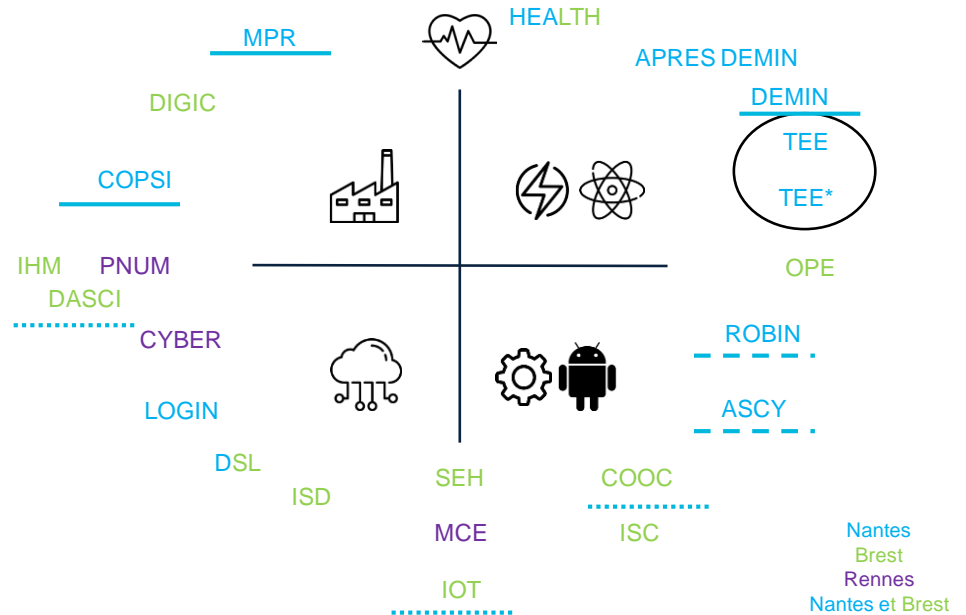 HEALTH
MPR
APRES DEMIN
DEMIN
DIGIC
TEE
COPSI
TEE*
IHM PNUM
OPE
DASCI
CYBER
ROBIN
LOGIN
ASCY
DSL
SEH
COOC
ISD
MCE
ISC
IOT
Nantes
Brest
Rennes
Nantes et Brest